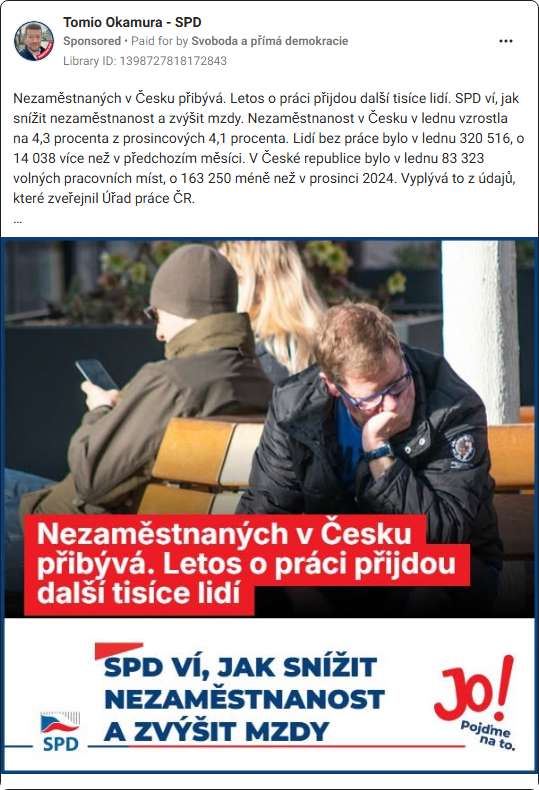 Tomio Okamura - SPD
Sponsored • Paid for by Svoboda a přímá demokracie
Library ID: 1398727818172843
Nezaměstnaných v Česku přibývá. Letos o práci přijdou další tisíce lidí. SPD ví, jak
snížit nezaměstnanost a zvýšit mzdy. Nezaměstnanost v Česku v lednu vzrostla
na 4,3 procenta z prosincových 4,1 procenta. Lidí bez práce bylo v lednu 320 516, o
14 038 více než v předchozím měsíci. V České republice bylo v lednu 83 323
volných pracovních míst, o 163 250 méně než v prosinci 2024. Vyplývá to z údajů,
které zveřejnil Úřad práce ČR.
...
Nezaměstnaných v Česku
přibývá. Letos o práci přijdou
další tisíce lidí
SPD VÍ, JAK SNÍŽIT
NEZAMĚSTNANOST
A ZVÝŠIT MZDY
SPD
Jo!
Pojďme
na to.